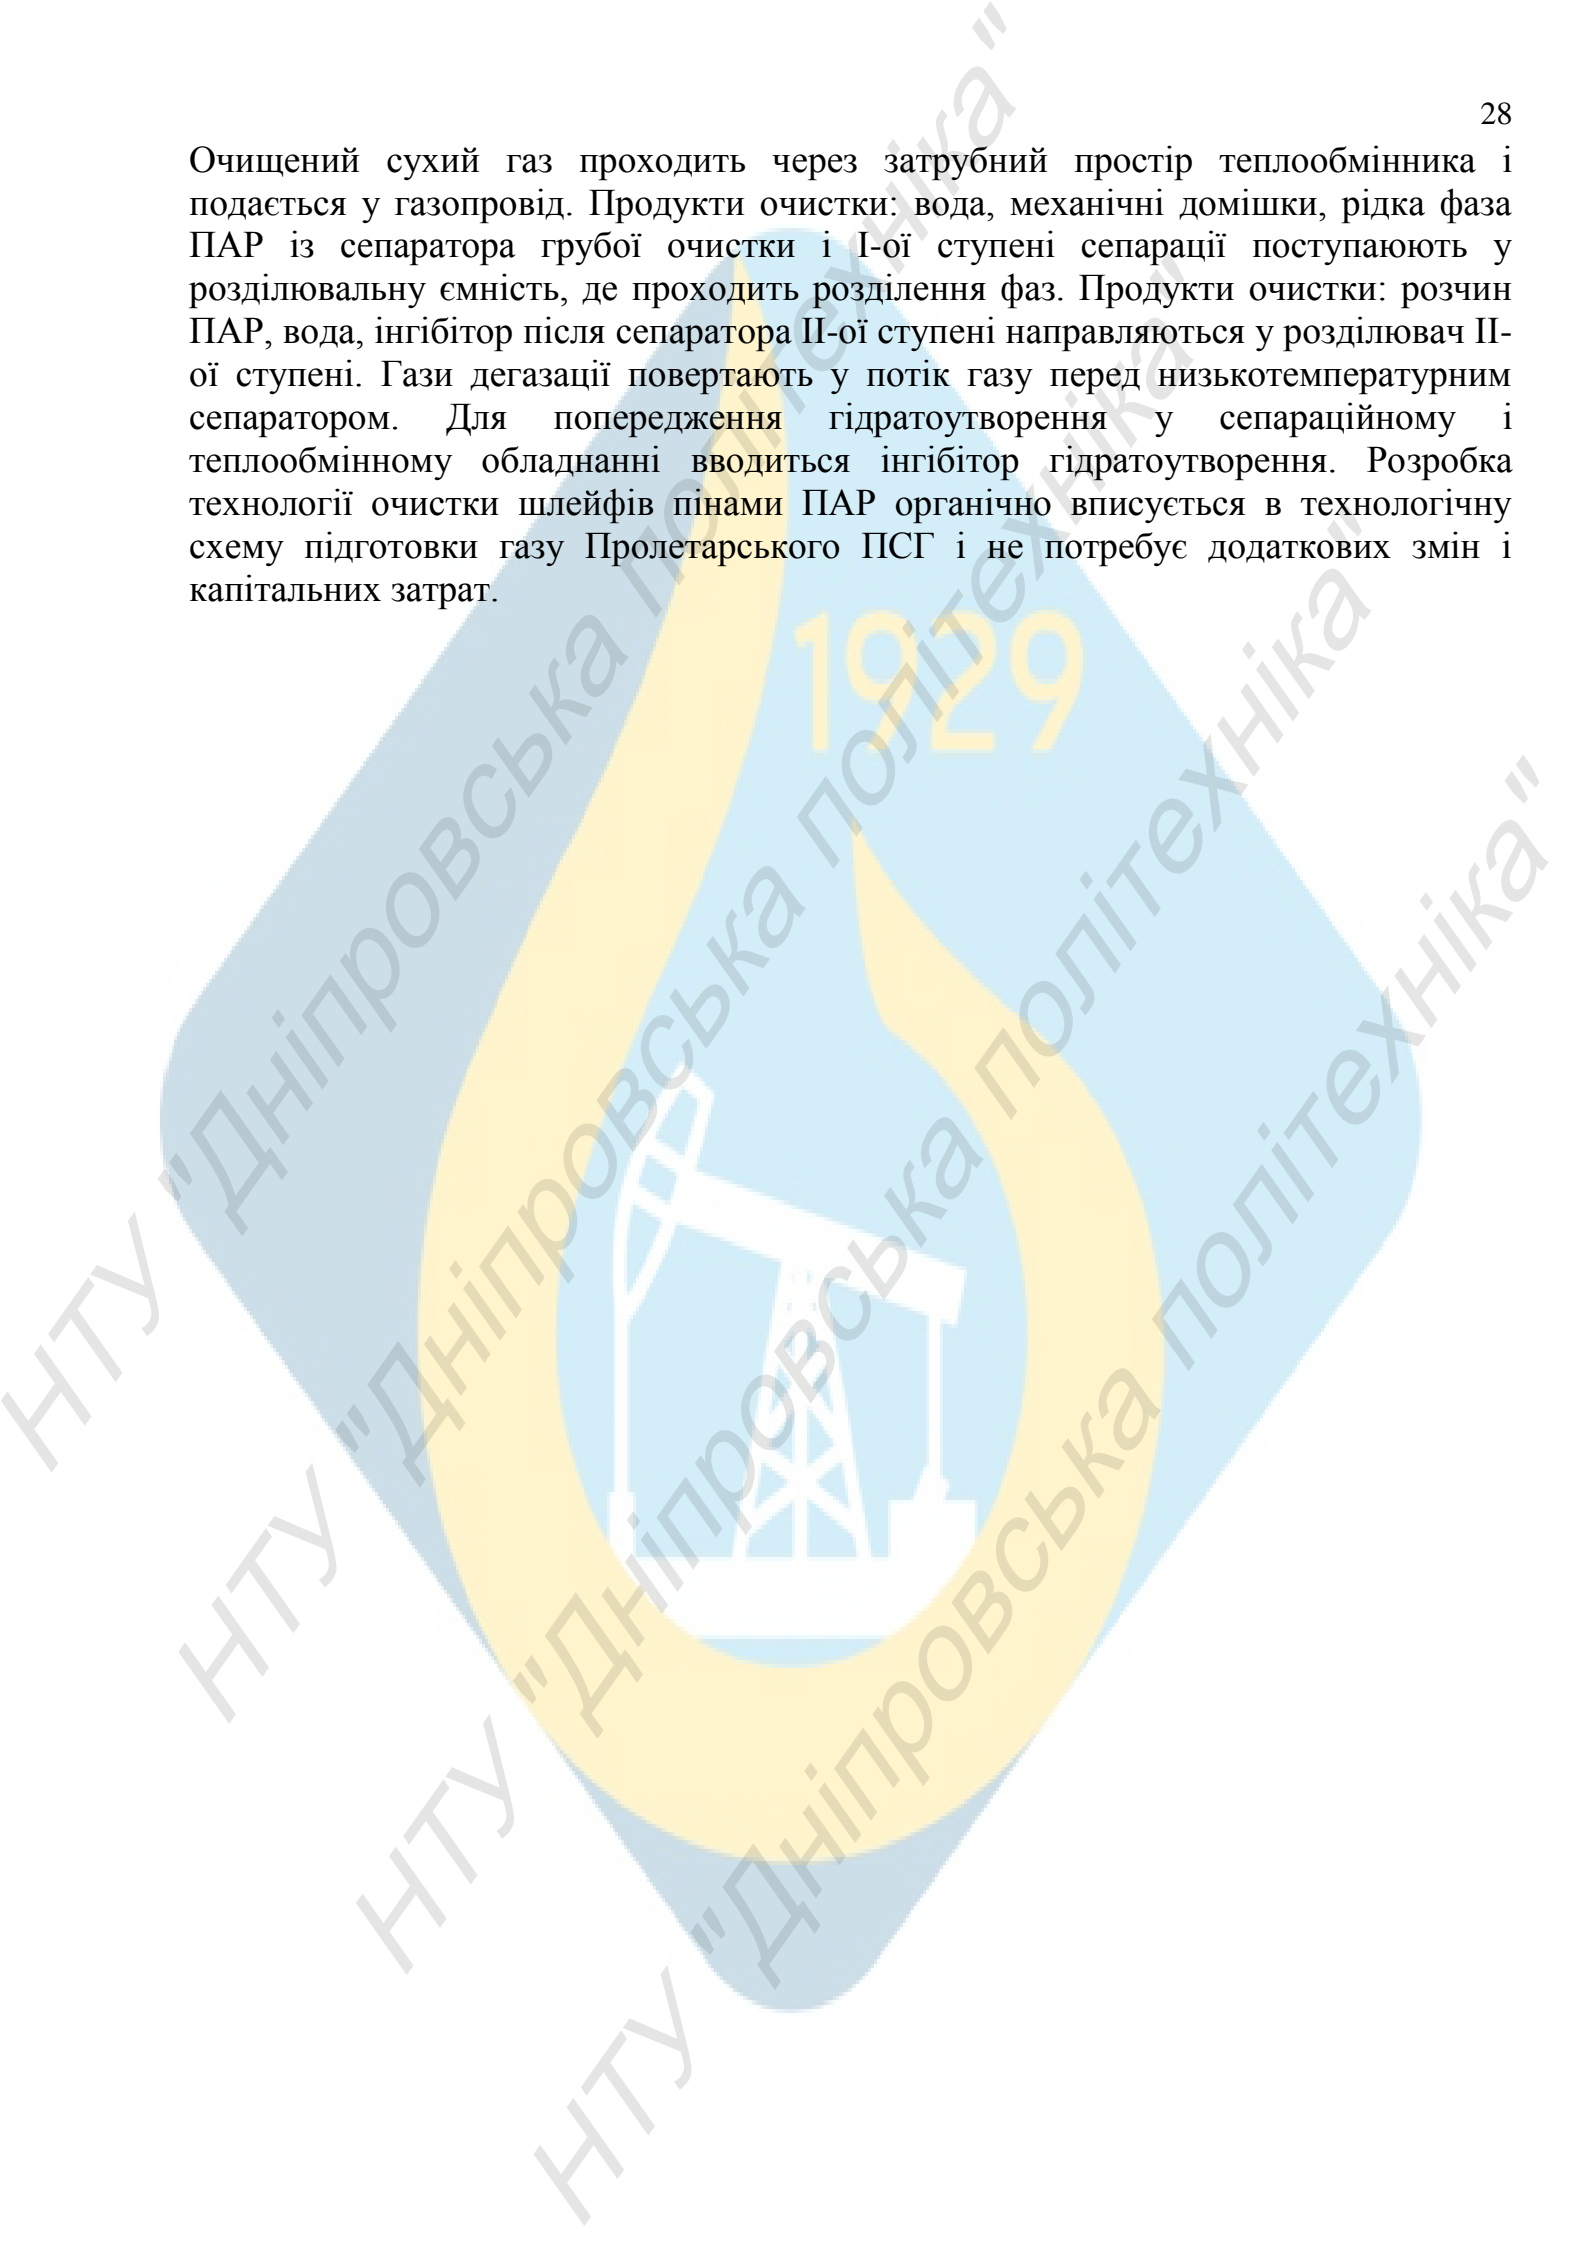 28
Очищений сухий газ проходить через затрубний простір теплообмінника і
подається у газопровід. Продукти очистки: вода, механічні домішки, рідка фаза
ПАР із сепаратора грубої очистки і І-ої ступені сепарації поступаюють у
розділювальну ємність, де проходить розділення фаз. Продукти очистки: розчин
ПАР, вода, інгібітор після сепаратора ІІ-ої ступені направляються у розділювач ІІ-
ої ступені. Гази дегазації повертають у потік газу перед низькотемпературним
сепаратором. Для попередження гідратоутворення у сепараційному і
теплообмінному обладнанні вводиться інгібітор гідратоутворення. Розробка
технології очистки шлейфів пінами ПАР органічно вписується в технологічну
схему підготовки газу Пролетарського ПСГ і не потребує додаткових змін і
капітальних затрат.
1929
НТУ "Дніпровська політехніка"
НТУ "Дніпровська політехніка"
НТУ "Дніпровська політехніка"
НТУ "Дніпровська політехніка"